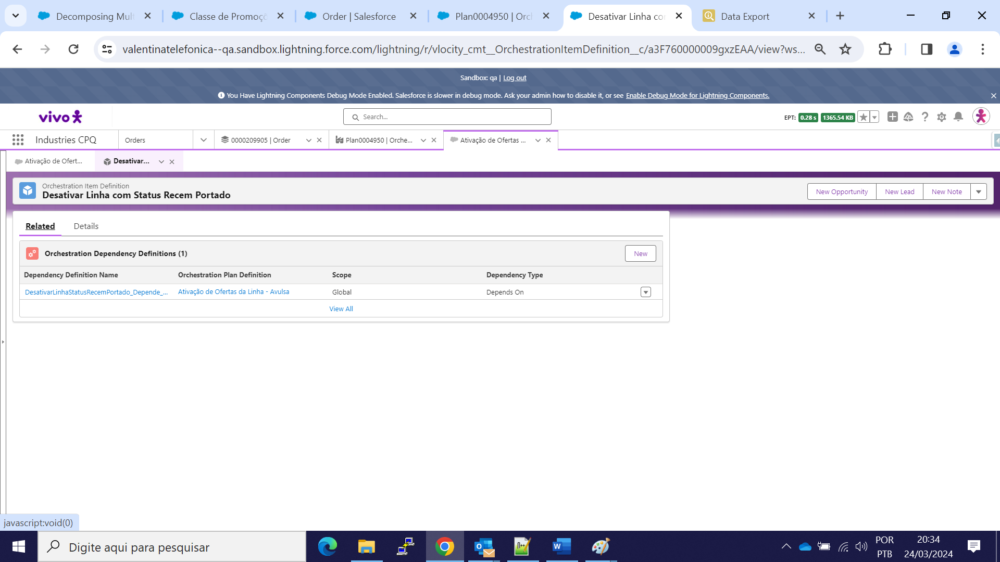 Decomposing Mult
Classe de Promoçõ
Order | Salesforce
Plan0004950 | Orch
Desativar Linha co
Data Export
valentinatelefonica--qa.sandbox.lightning.force.com/lightning/r/vlocity_cmt__OrchestrationItemDefinition__c/a3F760000009gxzEAA/view?ws...
Sandbox: qa | Log out
You Have Lightning Components Debug Mode Enabled. Salesforce is slower in debug mode. Ask your admin how to disable it, or see Enable Debug Mode for Lightning Components.
vivo
Search...
EPT: 0.28 s 1365.54 KB
Industries CPQ
Orders
0000209905 | Order
Plan0004950 | Orche...
Ativação de Ofertas ...
Ativação de Ofert...
Desativar...
Orchestration Item Definition
Desativar Linha com Status Recem Portado
New Opportunity
New Lead
New Note
Related
Details
Orchestration Dependency Definitions (1)
New
Dependency Definition Name
Orchestration Plan Definition
Scope
Dependency Type
DesativarLinhaStatusRecemPortado_Depende_...
Ativação de Ofertas da Linha - Avulsa
Global
Depends On
View All
javascript:void(0)
Digite aqui para pesquisar
POR
PTB
20:34
24/03/2024